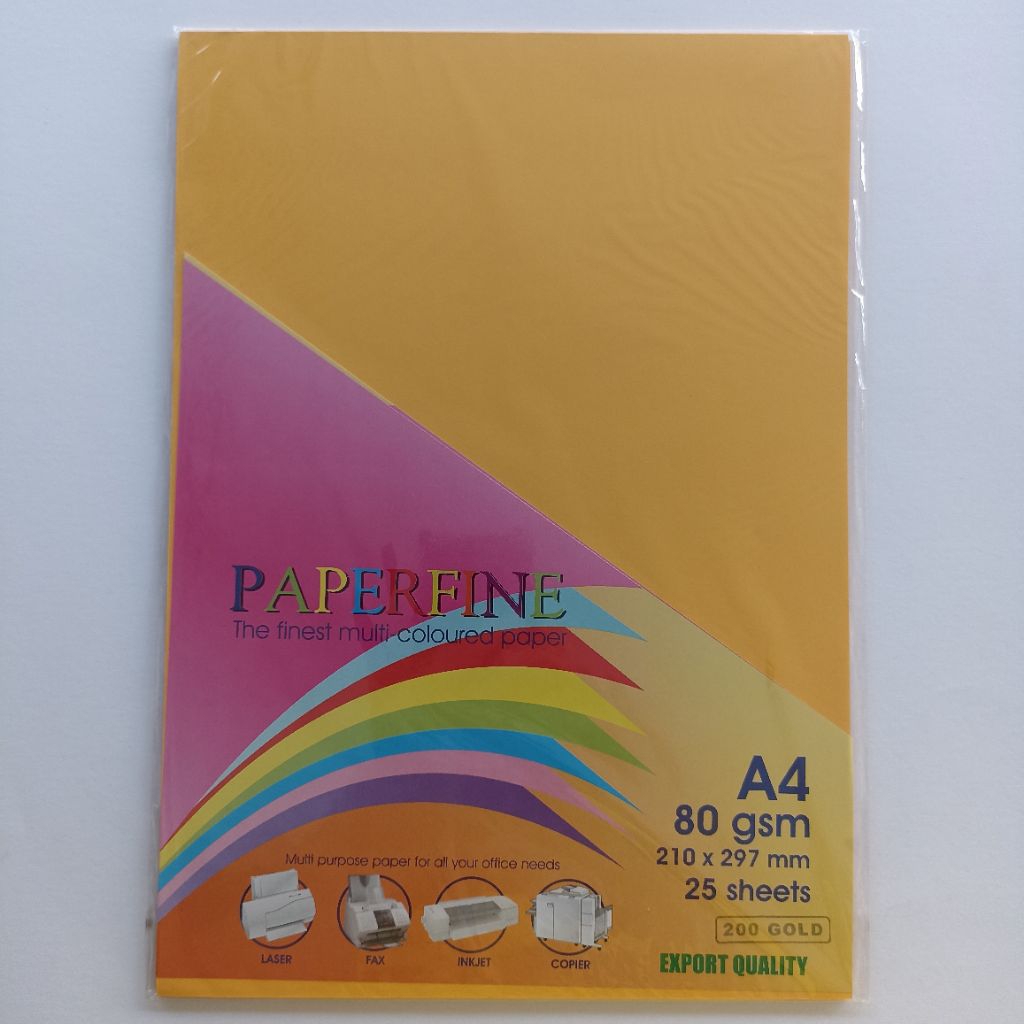 PAPERFINE
The finest multi-coloured paper
A4
80 gsm
210 x 297 mm
25 sheets
200 GOLD
EXPORT QUALITY
Multi purpose paper for all your office needs
LASER
FAX
INKJET
COPIER